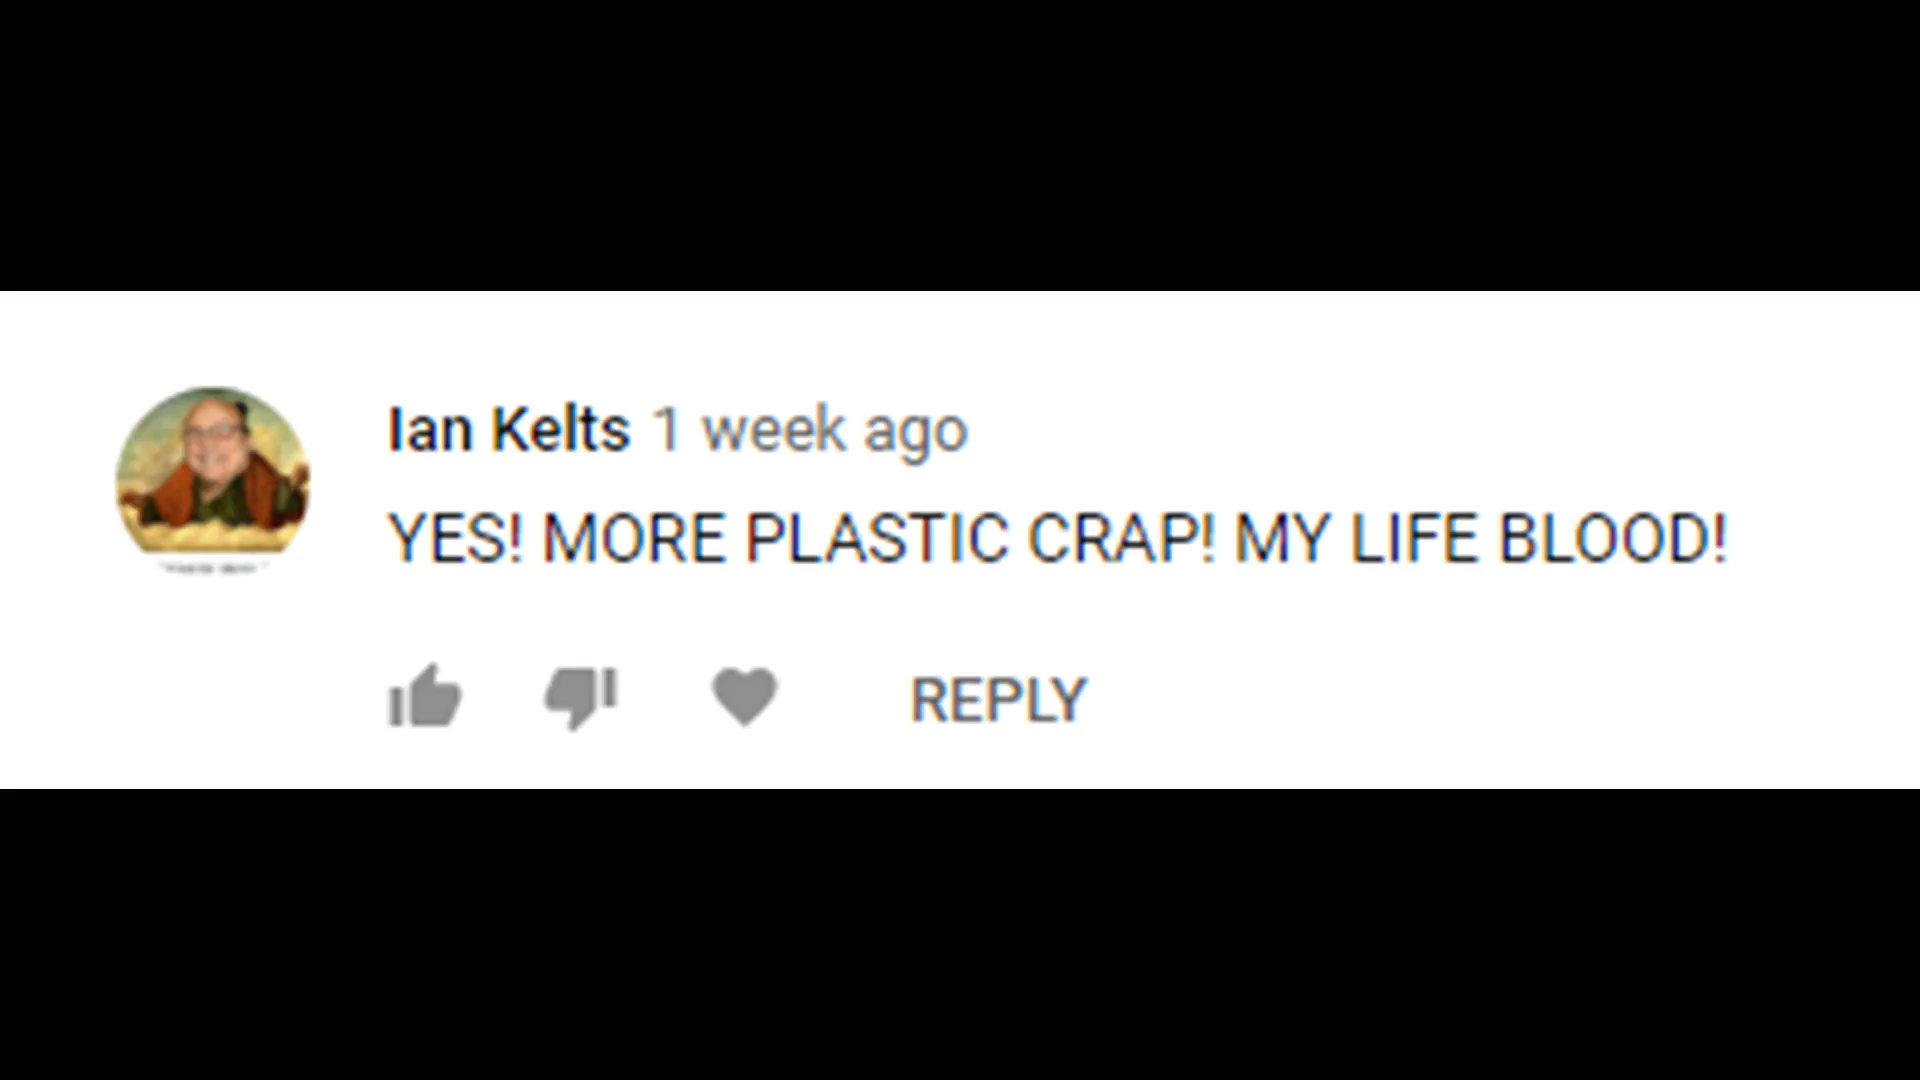 Ian Kelts 1 week ago
YES! MORE PLASTIC CRAP! MY LIFE BLOOD!
REPLY